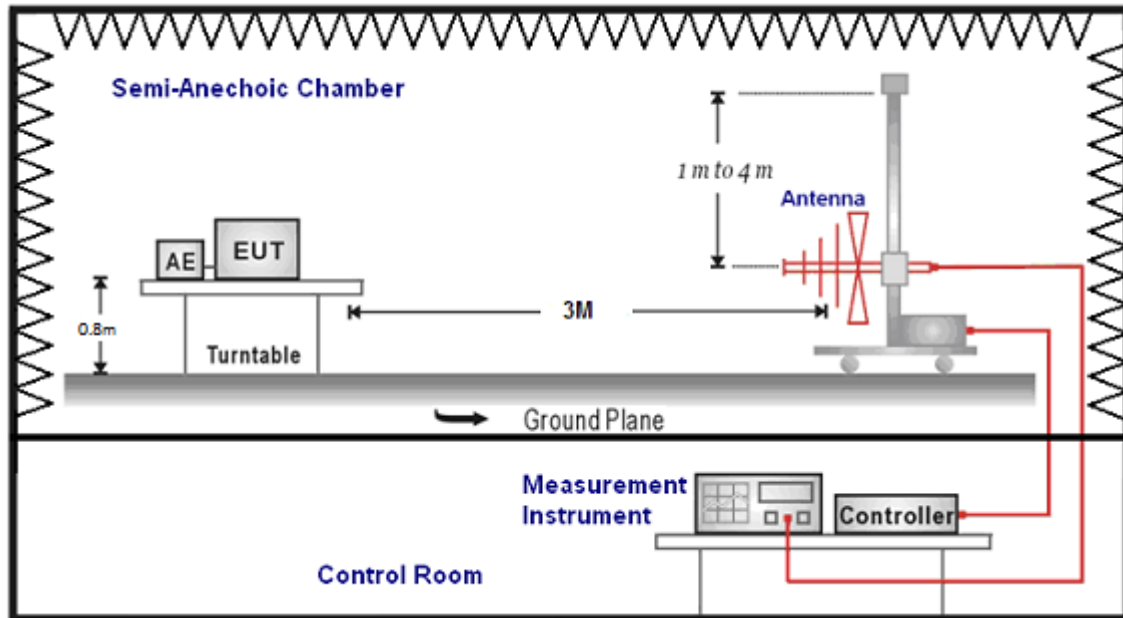 Semi-Anechoic Chamber
1 m to 4 m
Antenna
AE
EUT
0.8m
3M
Turntable
Ground Plane
Measurement
Instrument
Controller
Control Room